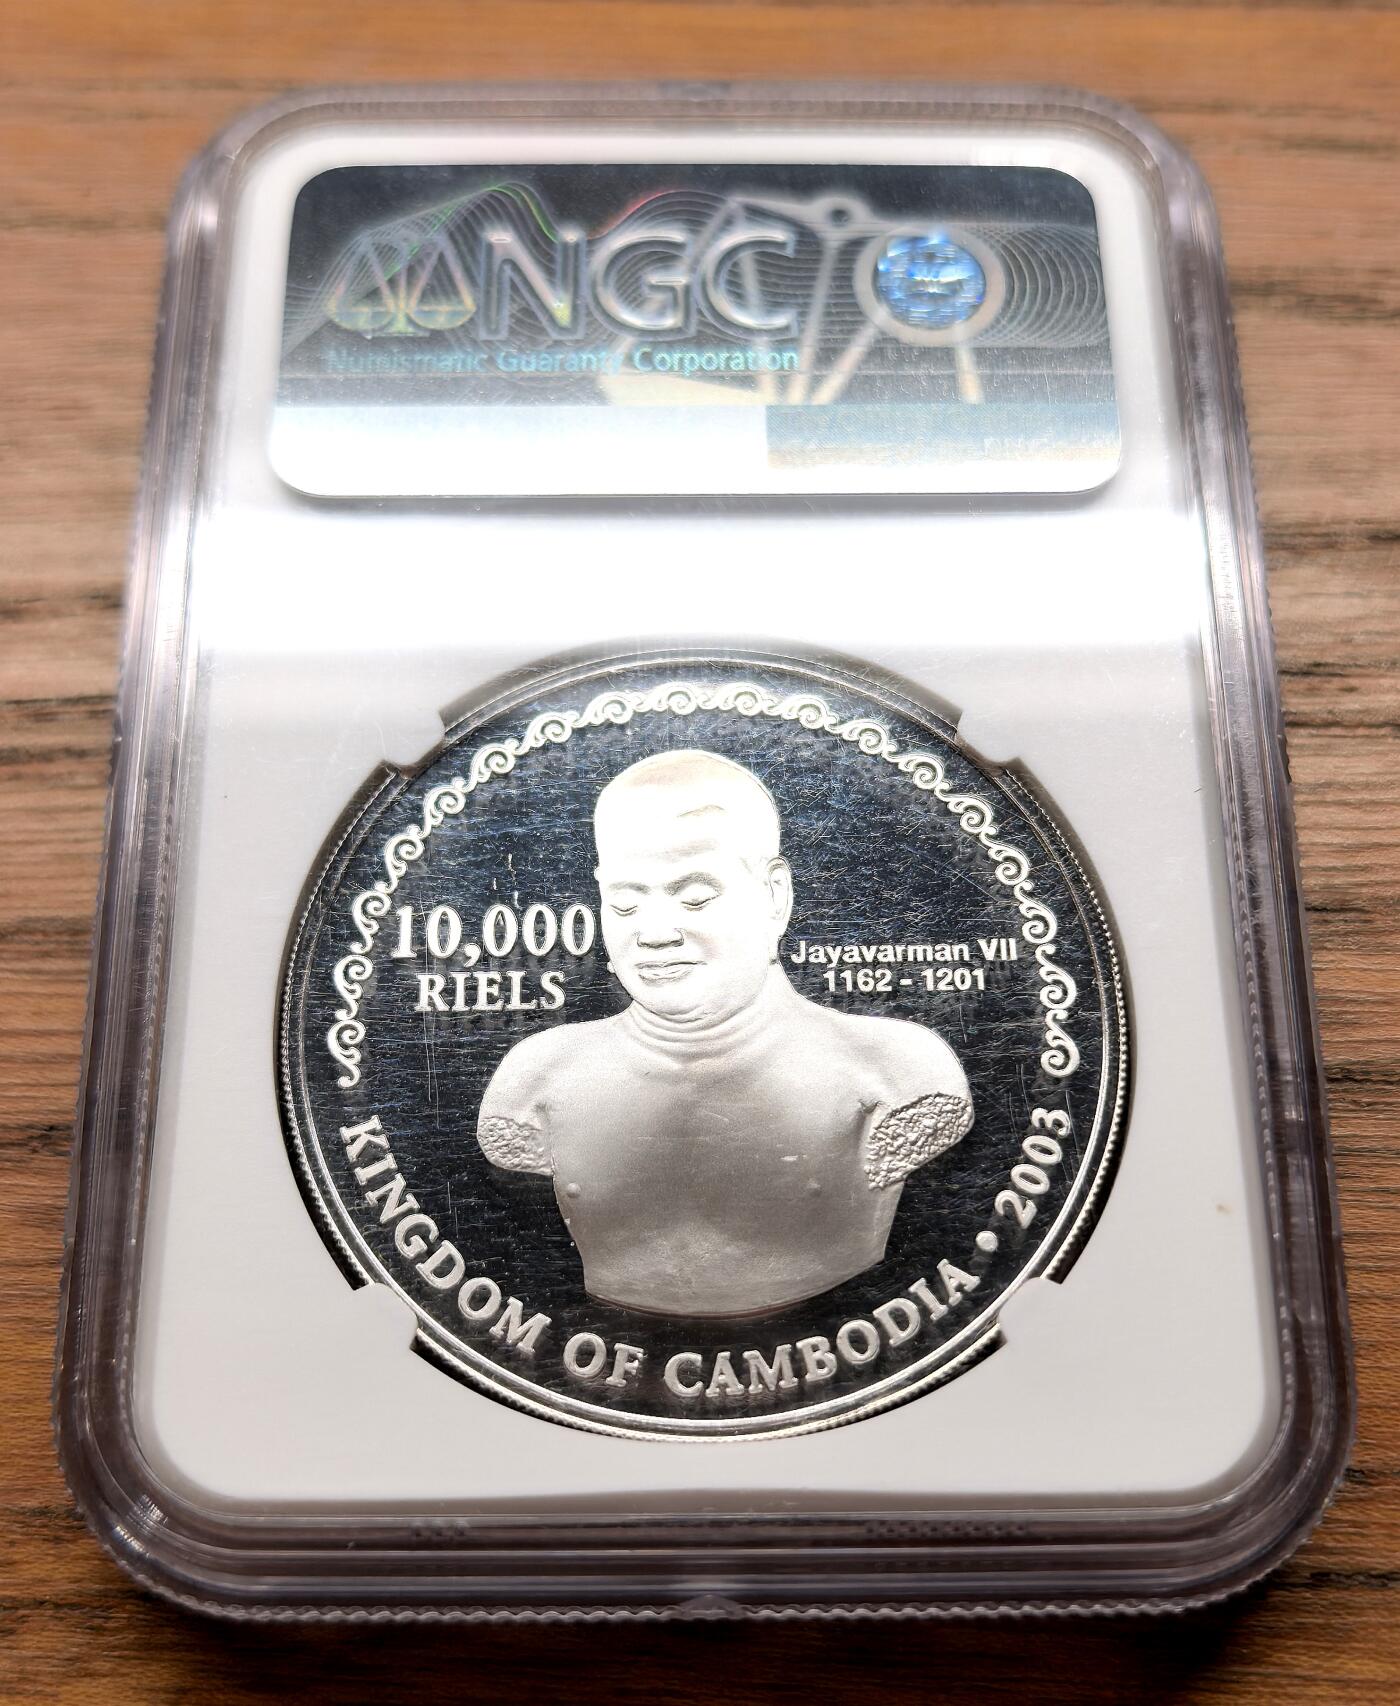 NGC
Numismatic Guaranty Corporation
10,000
RIELS
Jayavarman VII
1162 - 1201
KINGDOM OF CAMBODIA • 2003